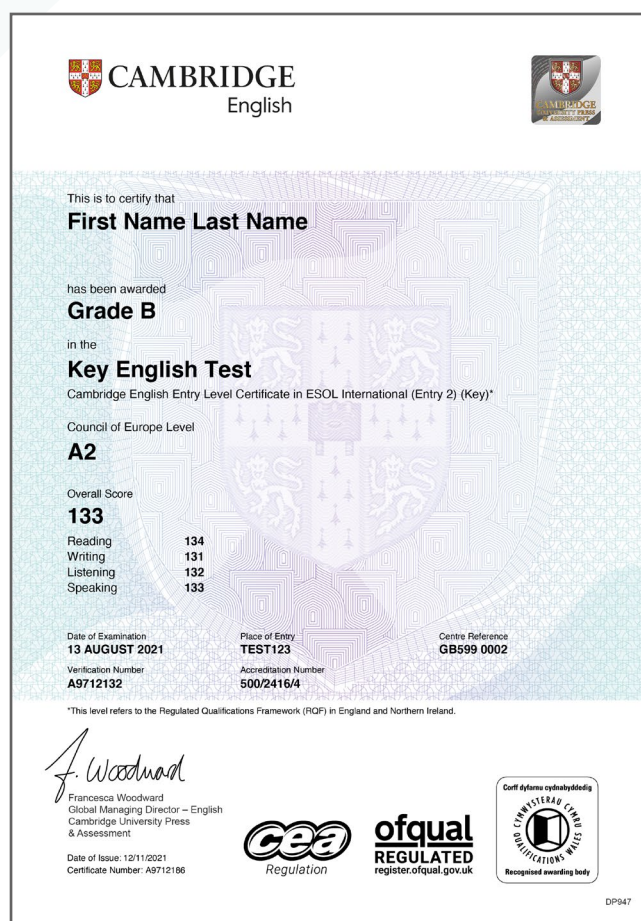 CAMBRIDGE
English
CAMBRIDGE
UNIVERSITY PRESS
& ASSESSMENT
This is to certify that
First Name Last Name
has been awarded
Grade B
in the
Key English Test
Cambridge English Entry Level Certificate in ESOL International (Entry 2) (Key)*
Council of Europe Level
A2
Overall Score
133
Reading 134
Writing 131
Listening 132
Speaking 133
Date of Examination Place of Entry Centre Reference
13 AUGUST 2021 TEST123 GB599 0002
Verification Number Accreditation Number
A9712132 500/2416/4
*This level refers to the Regulated Qualifications Framework (RQF) in England and Northern Ireland.
F. Woodward
Francesca Woodward
Global Managing Director – English
Cambridge University Press
& Assessment
Date of Issue: 12/11/2021
Certificate Number: A9712186
cea
Regulation
ofqual
REGULATED
register.ofqual.gov.uk
Corff dyfarnu cydnabyddedig
CYMWYSTERAU CYMRU
QUALIFICATIONS WALES
Recognised awarding body
DP947